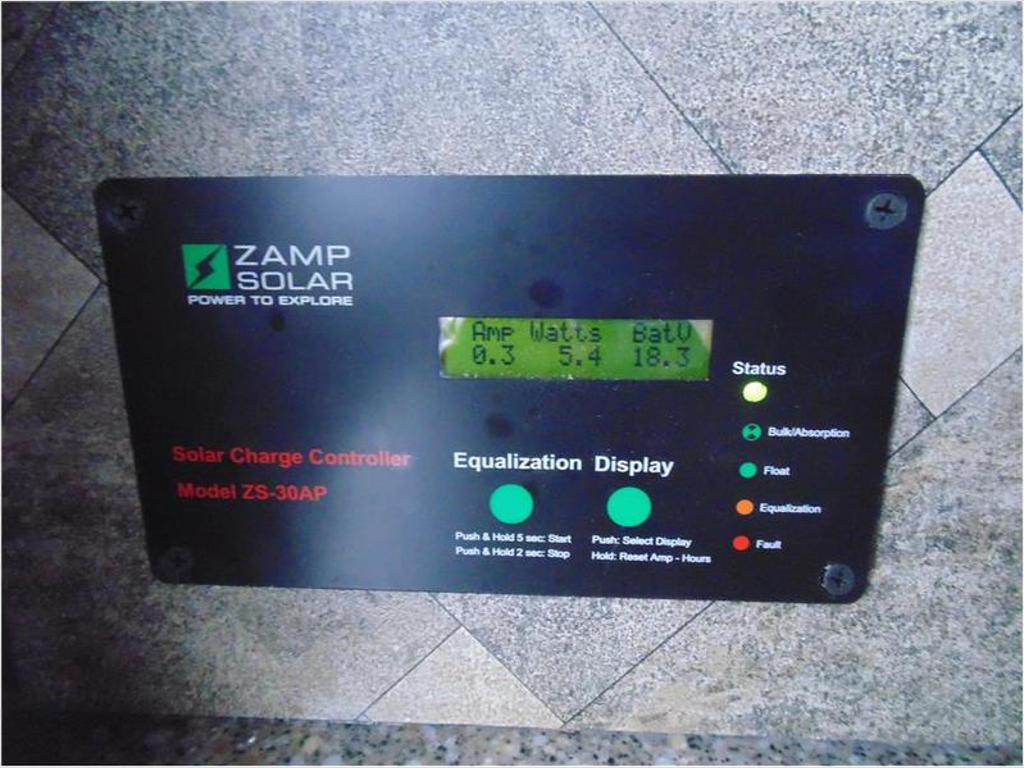 ZAMP
SOLAR
POWER TO EXPLORE
Amp Watts BatV
0.3 5.4 18.3
Status
Bulk/Absorption
Float
Equalization
Fault
Solar Charge Controller
Model ZS-30AP
Equalization Display
Push & Hold 5 sec: Start
Push & Hold 2 sec: Stop
Push: Select Display
Hold: Reset Amp - Hours